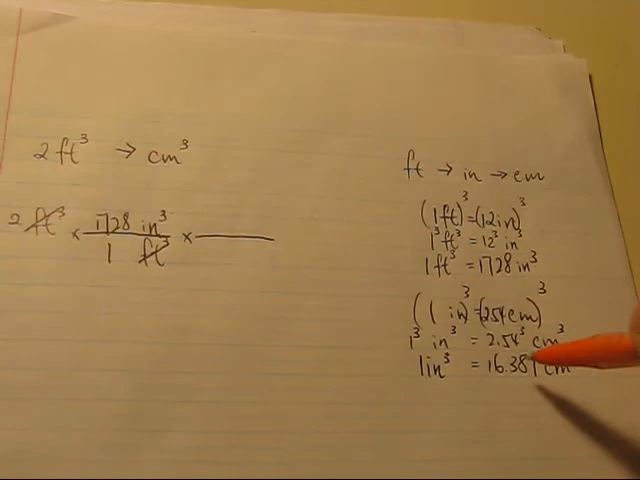 2 ft³ → cm³
2 ft³ x 1728 in³ / 1 ft³ x
ft → in → cm
(1 ft)³ = (12 in)³
1³ ft³ = 12³ in³
1 ft³ = 1728 in³
(1 in)³ = (2.54 cm)³
1³ in³ = 2.54³ cm³
1 in³ = 16.387 cm